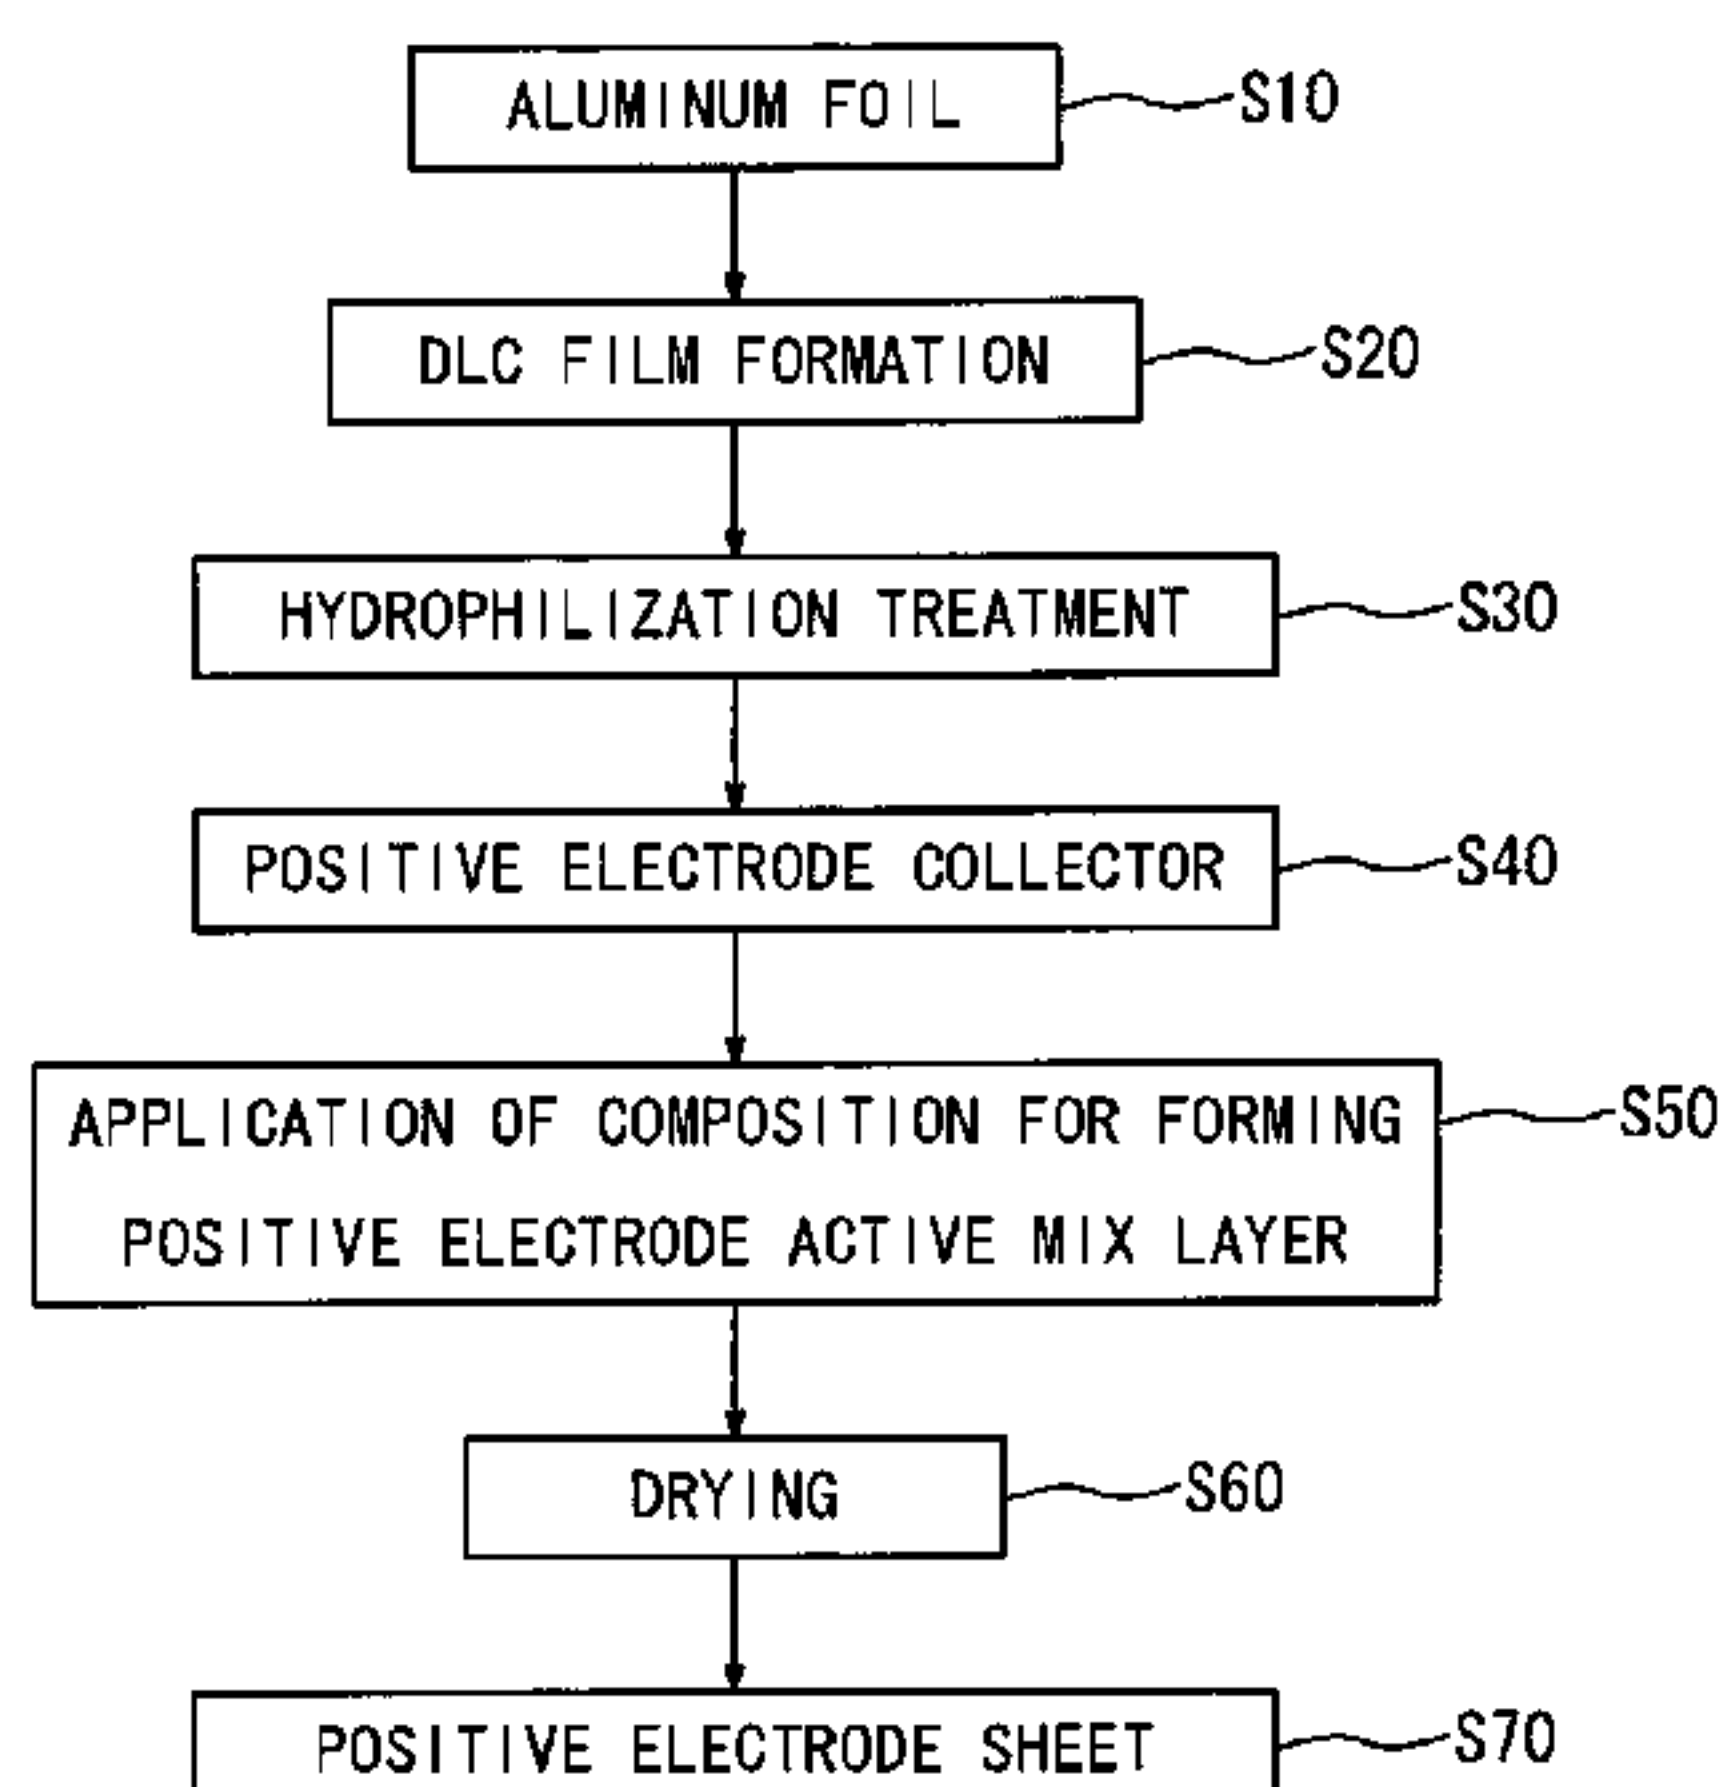 ALUMINUM FOIL S10
DLC FILM FORMATION S20
HYDROPHILIZATION TREATMENT S30
POSITIVE ELECTRODE COLLECTOR S40
APPLICATION OF COMPOSITION FOR FORMING S50
POSITIVE ELECTRODE ACTIVE MIX LAYER
DRYING S60
POSITIVE ELECTRODE SHEET S70